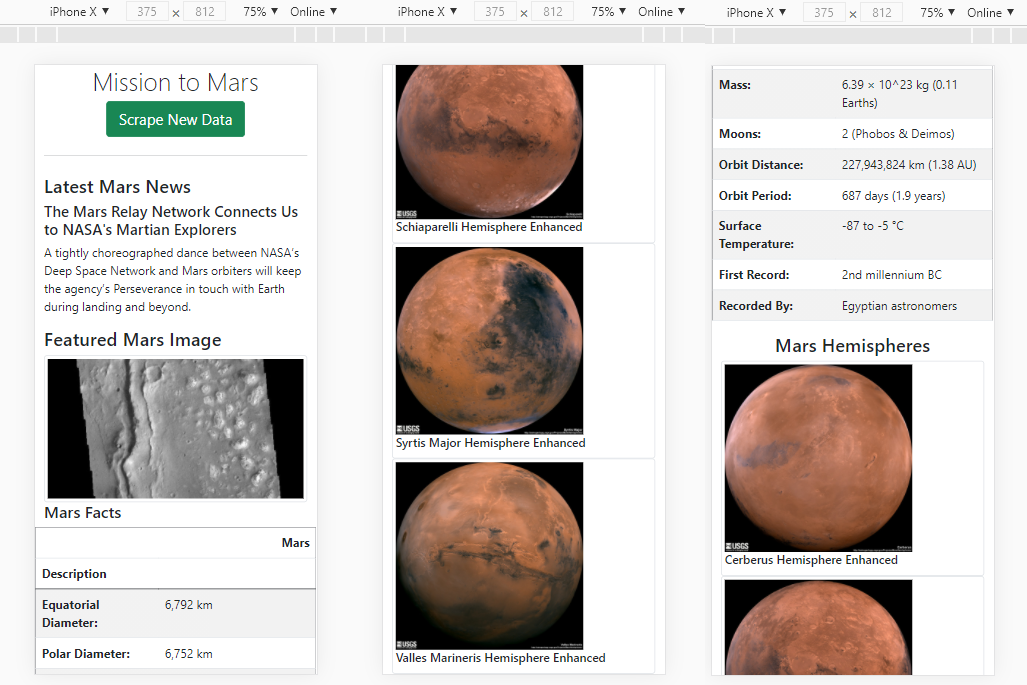 iPhone X ▼ 375 × 812 75% ▼ Online ▼
Mission to Mars
Scrape New Data
Latest Mars News
The Mars Relay Network Connects Us
to NASA's Martian Explorers
A tightly choreographed dance between NASA's
Deep Space Network and Mars orbiters will keep
the agency's Perseverance in touch with Earth
during landing and beyond.
Featured Mars Image
Mars Facts
Mars
Description
Equatorial 6,792 km
Diameter:
Polar Diameter: 6,752 km
iPhone X ▼ 375 × 812 75% ▼ Online ▼
USGS
Schiaparelli Hemisphere Enhanced
USGS
Syrtis Major Hemisphere Enhanced
USGS
Valles Marineris Hemisphere Enhanced
iPhone X ▼ 375 × 812 75% ▼ Online ▼
Mass: 6.39 × 10^23 kg (0.11
Earths)
Moons: 2 (Phobos & Deimos)
Orbit Distance: 227,943,824 km (1.38 AU)
Orbit Period: 687 days (1.9 years)
Surface -87 to -5 °C
Temperature:
First Record: 2nd millennium BC
Recorded By: Egyptian astronomers
Mars Hemispheres
USGS
Cerberus Hemisphere Enhanced